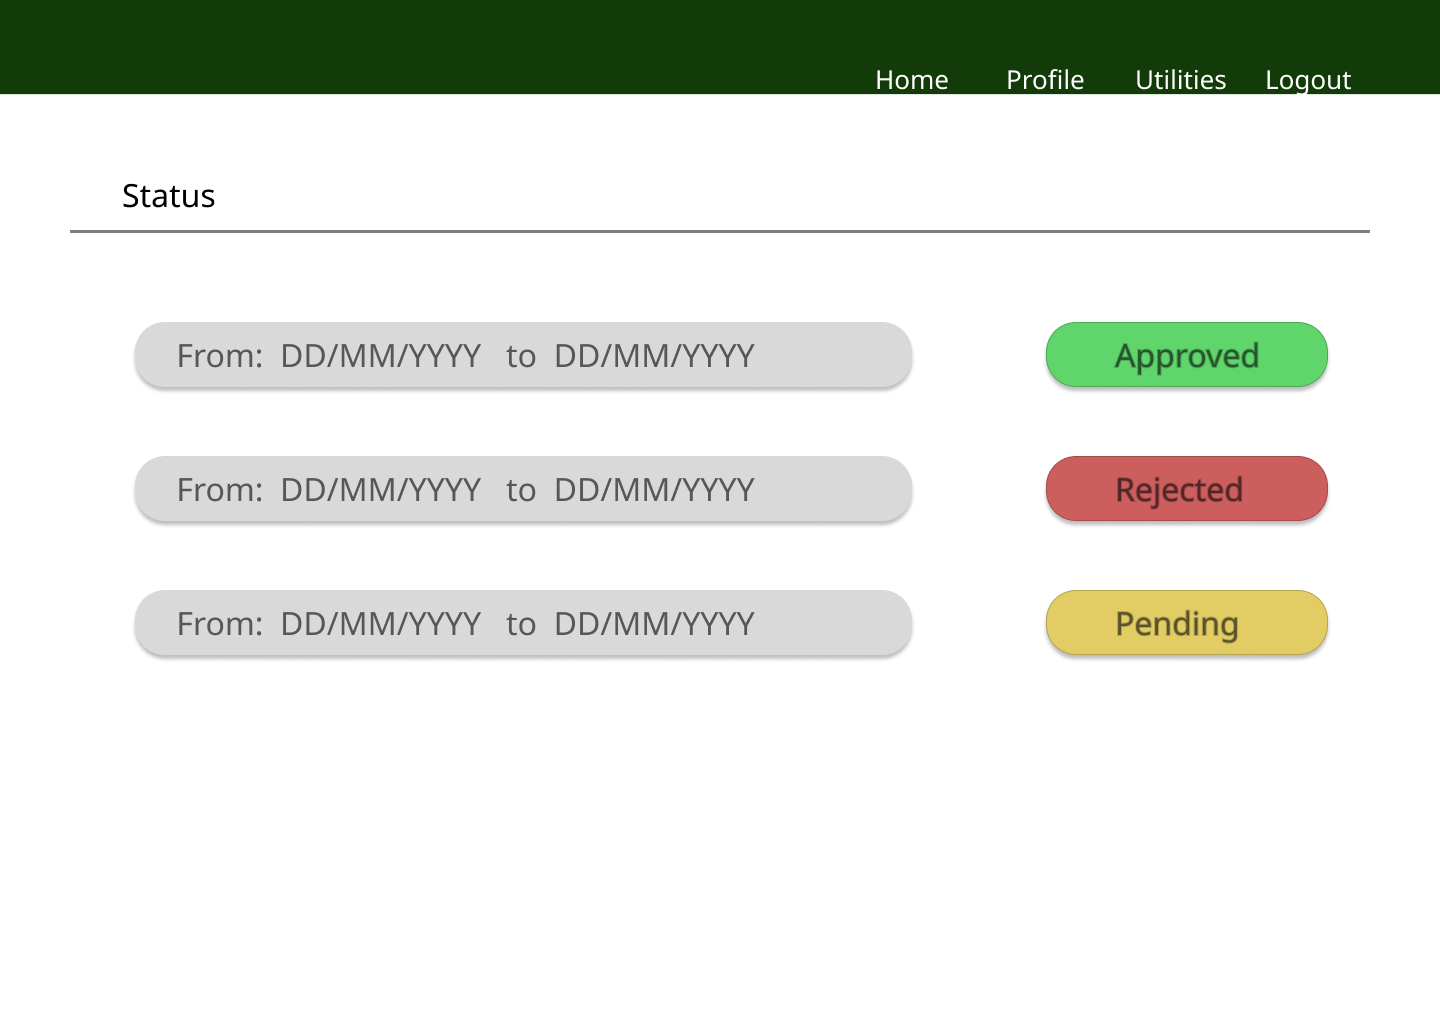 Home Profile Utilities Logout
Status
From: DD/MM/YYYY to DD/MM/YYYY Approved
From: DD/MM/YYYY to DD/MM/YYYY Rejected
From: DD/MM/YYYY to DD/MM/YYYY Pending